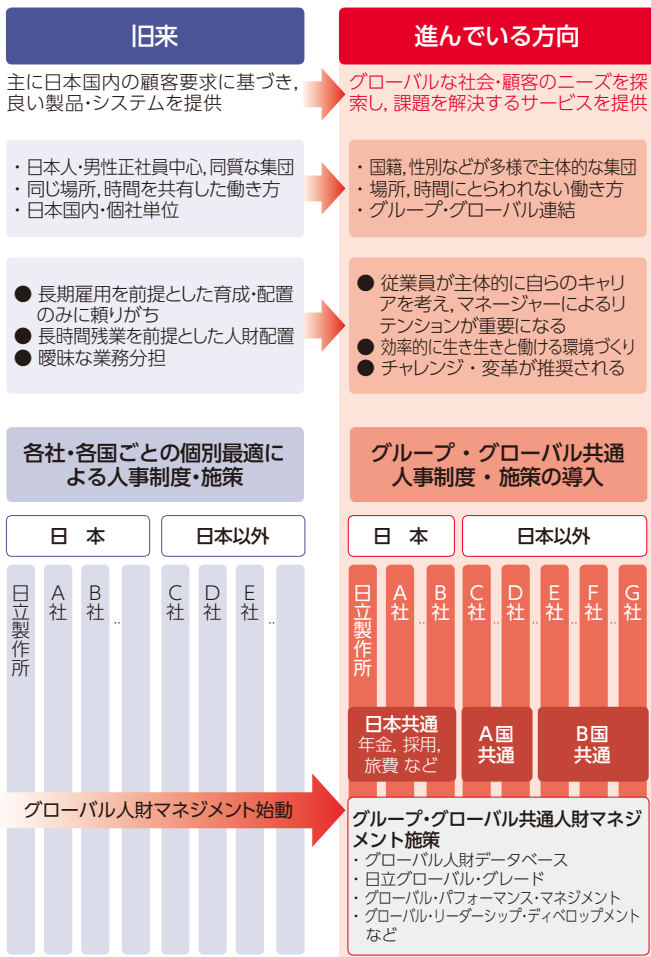 旧来
主に日本国内の顧客要求に基づき,
良い製品・システムを提供
・日本人・男性正社員中心,同質な集団
・同じ場所,時間を共有した働き方
・日本国内・個社単位
● 長期雇用を前提とした育成・配置
のみに頼りがち
● 長時間残業を前提とした人財配置
● 曖昧な業務分担
各社・各国ごとの個別最適に
よる人事制度・施策
日 本
日本以外
日立製作所
A社
B社
‥
C社
D社
E社
‥
グローバル人財マネジメント始動
進んでいる方向
グローバルな社会・顧客のニーズを探
索し,課題を解決するサービスを提供
・国籍,性別などが多様で主体的な集団
・場所,時間にとらわれない働き方
・グループ・グローバル連結
● 従業員が主体的に自らのキャリ
アを考え,マネージャーによるリ
テンションが重要になる
● 効率的に生き生きと働ける環境づくり
● チャレンジ・変革が推奨される
グループ・グローバル共通
人事制度・施策の導入
日 本
日本以外
日立製作所
A社
‥
B社
C社
‥
D社
E社
‥
F社
‥
G社
日本共通
年金,採用,
旅費 など
A国
共通
B国
共通
グループ・グローバル共通人財マネジ
メント施策
・グローバル人財データベース
・日立グローバル・グレード
・グローバル・パフォーマンス・マネジメント
・グローバル・リーダーシップ・ディベロップメント
など